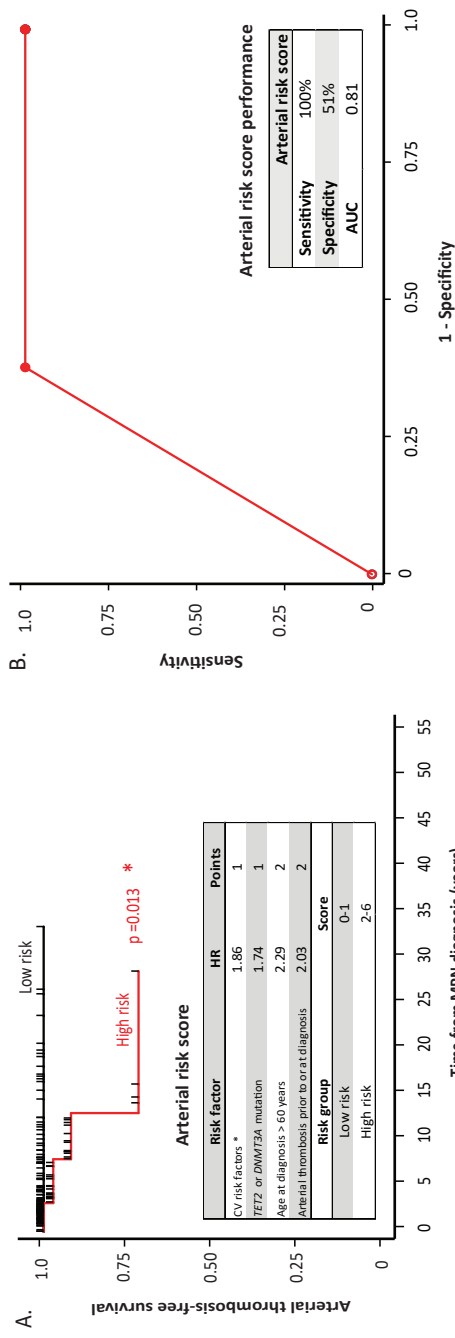 A.
Arterial thrombosis-free survival
1.0
0.75
0.50
0.25
0
Low risk
High risk
p =0.013 *
Arterial risk score
Risk factor HR Points
CV risk factors * 1.86 1
TET2 or DNMT3A mutation 1.74 1
Age at diagnosis > 60 years 2.29 2
Arterial thrombosis prior to or at diagnosis 2.03 2
Risk group Score
Low risk 0-1
High risk 2-6
0 5 10 15 20 25 30 35 40 45 50 55
Time from MPN diagnosis (years)
B.
Sensitivity
1.0
0.75
0.50
0.25
0
Arterial risk score performance
Arterial risk score
Sensitivity 100%
Specificity 51%
AUC 0.81
0 0.25 0.50 0.75 1.0
1 - Specificity